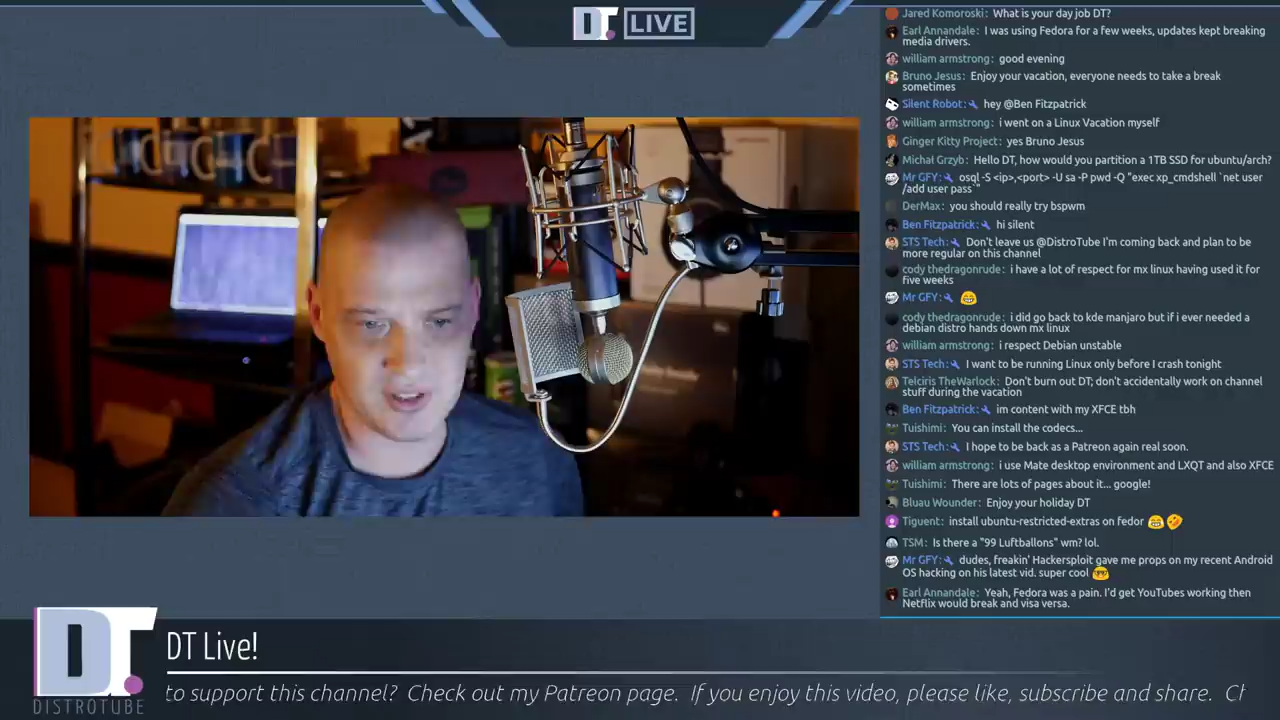 DT. LIVE
Jared Komoroski: What is your day job DT?
Earl Annandale: I was using Fedora for a few weeks, updates kept breaking
media drivers.
william armstrong: good evening
Bruno Jesus: Enjoy your vacation, everyone needs to take a break
sometimes
Silent Robot: hey @Ben Fitzpatrick
william armstrong: i went on a Linux Vacation myself
Ginger Kitty Project: yes Bruno Jesus
Michał Grzyb: Hello DT, how would you partition a 1TB SSD for ubuntu/arch?
Mr GFY: osql -S <ip>,<port> -U sa -P pwd -Q "exec xp_cmdshell `net user
/add user pass`"
DerMax: you should really try bspwm
Ben Fitzpatrick: hi silent
STS Tech: Don't leave us @DistroTube I'm coming back and plan to be
more regular on this channel
cody thedragonrude: i have a lot of respect for mx linux having used it for
five weeks
Mr GFY: 😂
cody thedragonrude: i did go back to kde manjaro but if i ever needed a
debian distro hands down mx linux
william armstrong: i respect Debian unstable
STS Tech: I want to be running Linux only before I crash tonight
Telciris TheWarlock: Don't burn out DT; don't accidentally work on channel
stuff during the vacation
Ben Fitzpatrick: im content with my XFCE tbh
Tuishimi: You can install the codecs...
STS Tech: I hope to be back as a Patreon again real soon.
william armstrong: i use Mate desktop environment and LXQT and also XFCE
Tuishimi: There are lots of pages about it... google!
Bluau Wounder: Enjoy your holiday DT
Tiguent: install ubuntu-restricted-extras on fedor 😂 🤣
TSM: Is there a "99 Luftballons" wm? lol.
Mr GFY: dudes, freakin' Hackersploit gave me props on my recent Android
OS hacking on his latest vid. super cool 🤓
Earl Annandale: Yeah, Fedora was a pain. I'd get YouTubes working then
Netflix would break and visa versa.
DT.
DISTROTUBE
DT Live!
to support this channel? Check out my Patreon page. If you enjoy this video, please like, subscribe and share.